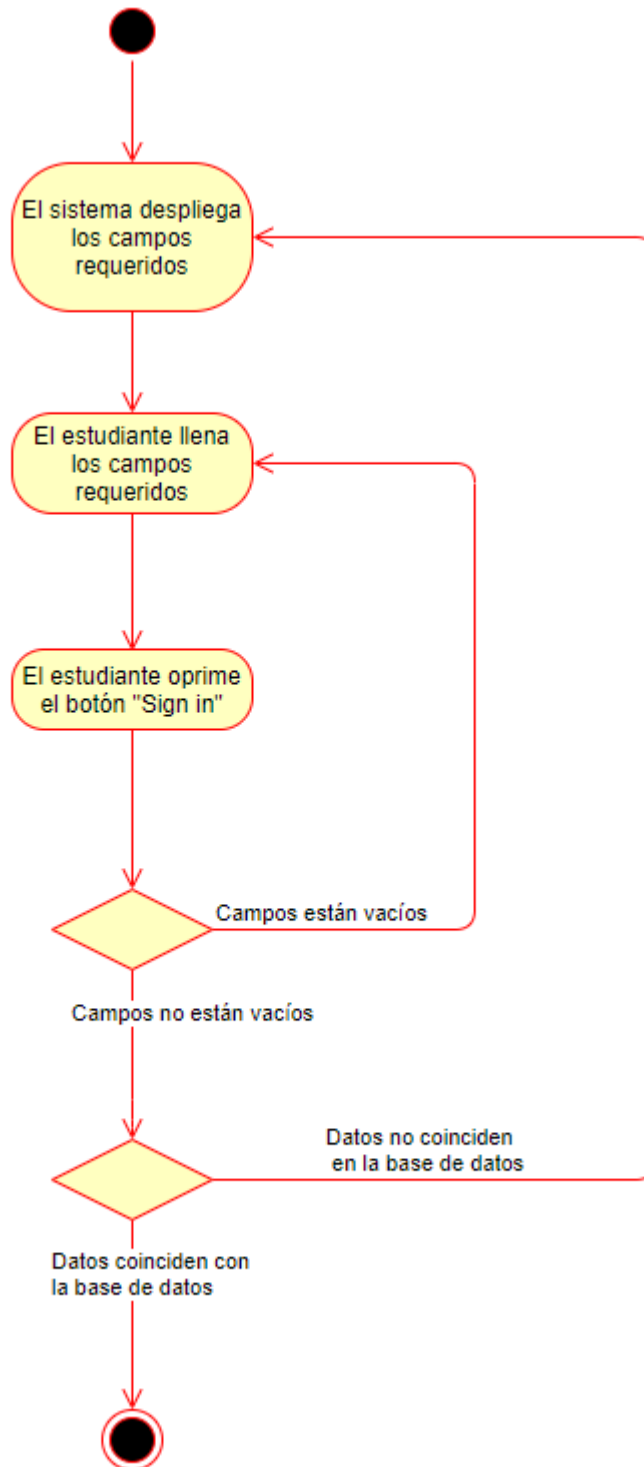 El sistema despliega
los campos
requeridos
El estudiante llena
los campos
requeridos
El estudiante oprime
el botón "Sign in"
Campos están vacíos
Campos no están vacíos
Datos no coinciden
en la base de datos
Datos coinciden con
la base de datos